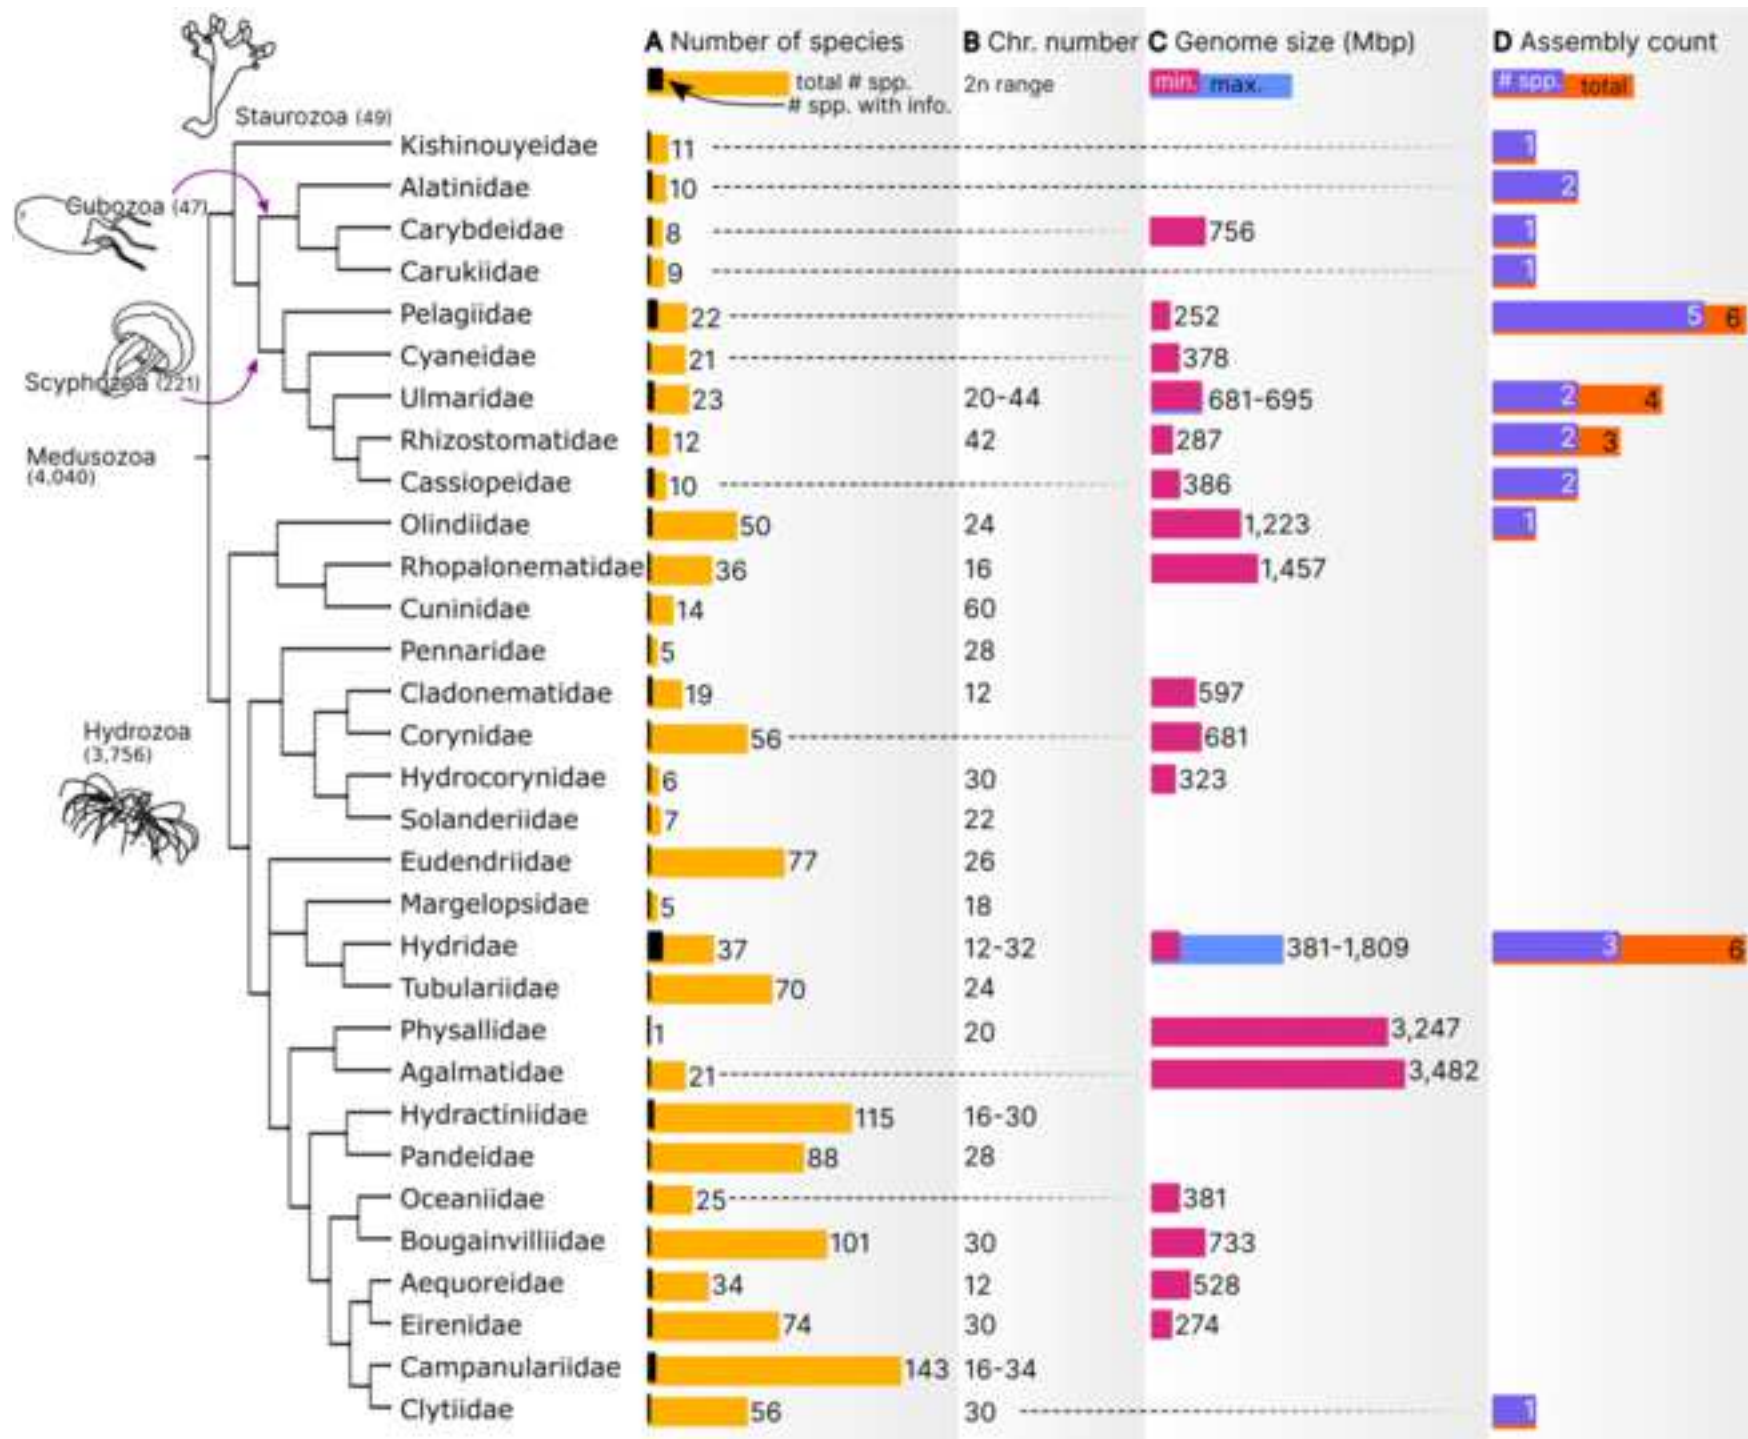 A Number of species B Chr. number C Genome size (Mbp) D Assembly count
total # spp. 2n range min. max. # spp. total
# spp. with info.
Staurozoa (49)
Kishinouyeidae 11 1
Alatinidae 10 2
Cubozoa (47)
Carybdeidae 8 756 1
Carukiidae 9 1
Pelagiidae 22 252 5 6
Cyaneidae 21 378
Scyphozoa (221)
Ulmaridae 23 20-44 681-695 2 4
Rhizostomatidae 12 42 287 2 3
Medusozoa
(4,040)
Cassiopeidae 10 386 2
Olindiidae 50 24 1,223 1
Rhopalonematidae 36 16 1,457
Cuninidae 14 60
Pennaridae 5 28
Cladonematidae 19 12 597
Hydrozoa
(3,756)
Corynidae 56 681
Hydrocorynidae 6 30 323
Solanderiidae 7 22
Eudendriidae 77 26
Margelopsidae 5 18
Hydridae 37 12-32 381-1,809 3 6
Tubulariidae 70 24
Physallidae 1 20 3,247
Agalmatidae 21 3,482
Hydractiniidae 115 16-30
Pandeidae 88 28
Oceaniidae 25 381
Bougainvilliidae 101 30 733
Aequoreidae 34 12 528
Eirenidae 74 30 274
Campanulariidae 143 16-34
Clytiidae 56 30 1